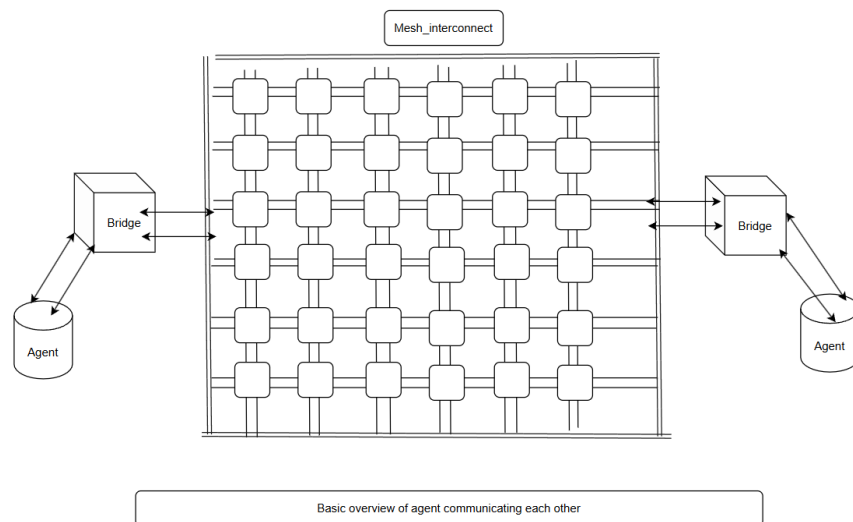 Mesh_interconnect
Bridge
Bridge
Agent
Agent
Basic overview of agent communicating each other